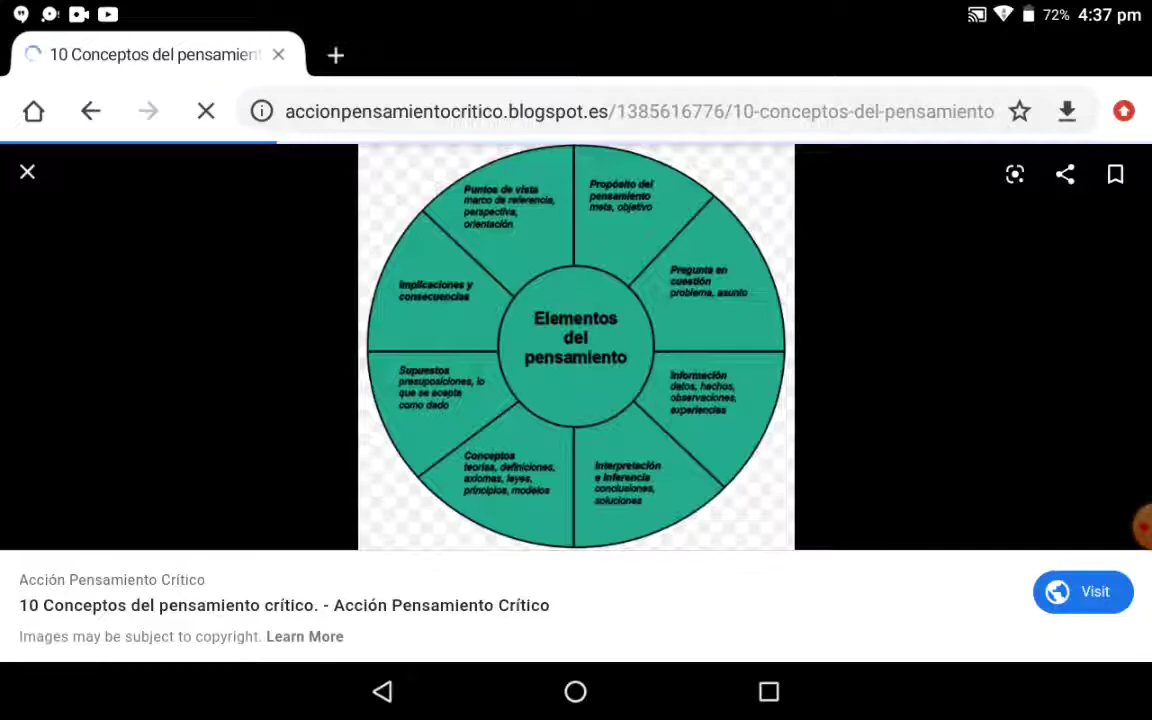 72% 4:37 pm
10 Conceptos del pensamient
accionpensamientocritico.blogspot.es/1385616776/10-conceptos-del-pensamiento
Puntos de vista
marco de referencia,
perspectiva,
orientación
Propósito del
pensamiento
meta, objetivo
Pregunta en
cuestión
problema, asunto
Implicaciones y
consecuencias
Elementos
del
pensamiento
Supuestos
presuposiciones, lo
que se acepta
como dado
Información
datos, hechos,
observaciones,
experiencias
Conceptos
teorías, definiciones,
axiomas, leyes,
principios, modelos
Interpretación
e inferencia
conclusiones,
soluciones
Acción Pensamiento Crítico
10 Conceptos del pensamiento crítico. - Acción Pensamiento Crítico
Visit
Images may be subject to copyright. Learn More